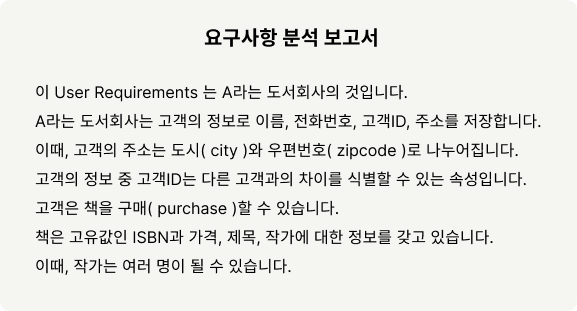 요구사항 분석 보고서
이 User Requirements 는 A라는 도서회사의 것입니다.
A라는 도서회사는 고객의 정보로 이름, 전화번호, 고객ID, 주소를 저장합니다.
이때, 고객의 주소는 도시( city )와 우편번호( zipcode )로 나누어집니다.
고객의 정보 중 고객ID는 다른 고객과의 차이를 식별할 수 있는 속성입니다.
고객은 책을 구매( purchase )할 수 있습니다.
책은 고유값인 ISBN과 가격, 제목, 작가에 대한 정보를 갖고 있습니다.
이때, 작가는 여러 명이 될 수 있습니다.